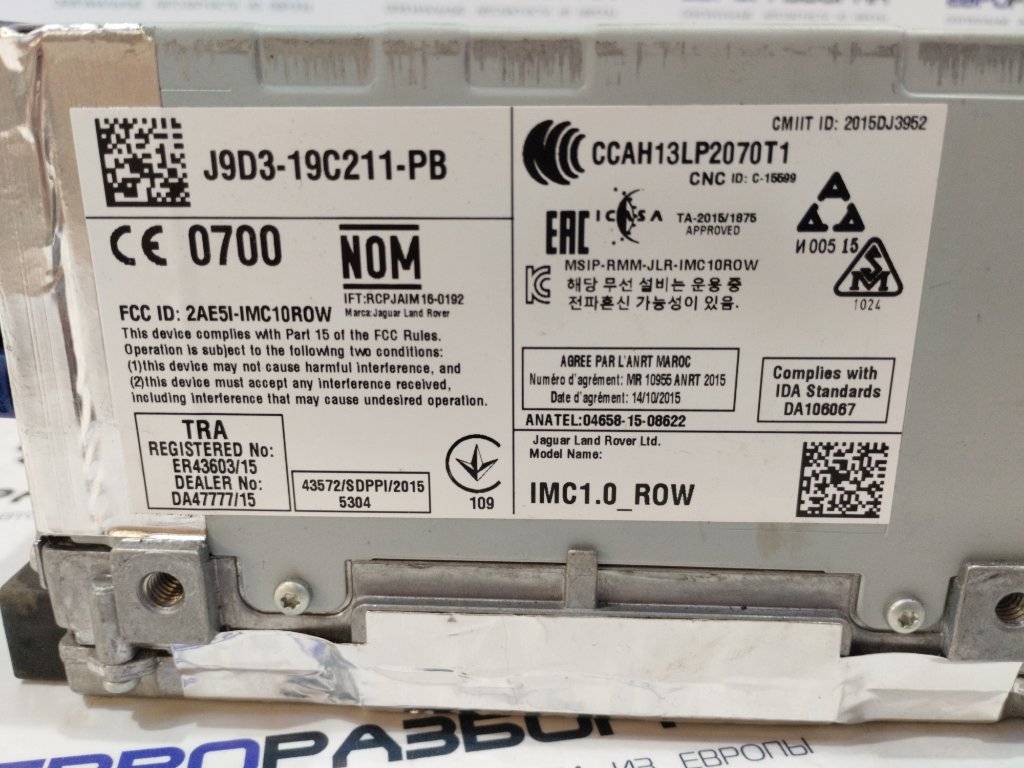 J9D3-19C211-PB
CE 0700
NOM
IFT:RCPJAIM16-0192
Marca:Jaguar Land Rover
FCC ID: 2AE5I-IMC10ROW
This device complies with Part 15 of the FCC Rules.
Operation is subject to the following two conditions:
(1)this device may not cause harmful interference, and
(2)this device must accept any interference received,
including interference that may cause undesired operation.
TRA
REGISTERED No:
ER43603/15
DEALER No:
DA47777/15
43572/SDPPI/2015
5304
109
CMIIT ID: 2015DJ3952
CCAH13LP2070T1
CNC ID: C-15599
EAC
ICASA
TA-2015/1875
APPROVED
И 005 15
MSIP-RMM-JLR-IMC10ROW
해당 무선 설비는 운용 중
전파혼신 가능성이 있음.
SM
1024
AGREE PAR L'ANRT MAROC
Numéro d'agrément: MR 10955 ANRT 2015
Date d'agrément: 14/10/2015
Complies with
IDA Standards
DA106067
ANATEL:04658-15-08622
Jaguar Land Rover Ltd.
Model Name:
IMC1.0_ROW
ЕВРОРАЗБОР
ИЗ ЕВРОПЫ